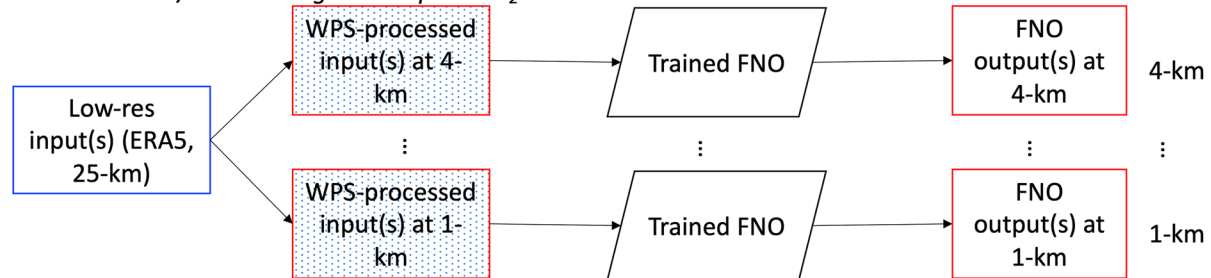 WPS-processed
input(s) at 4-
km
Trained FNO
FNO
output(s) at
4-km
4-km
Low-res
input(s) (ERA5,
25-km)
WPS-processed
input(s) at 1-
km
Trained FNO
FNO
output(s) at
1-km
1-km